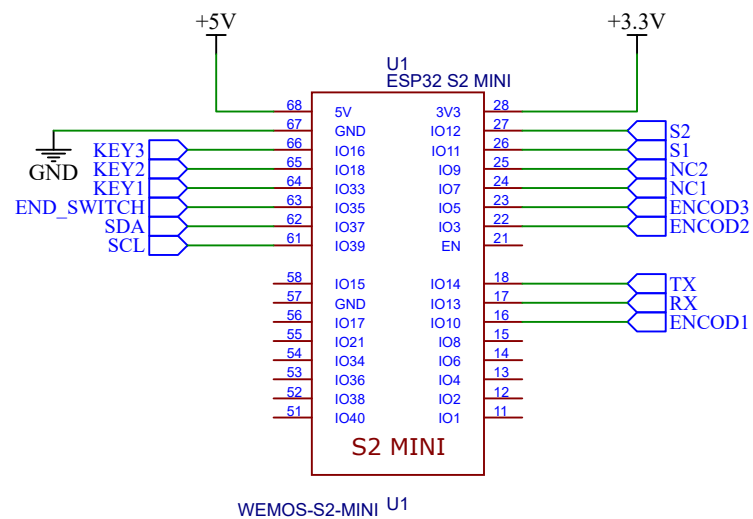 +5V
+3.3V
U1
ESP32 S2 MINI
68 5V 3V3 28
67 GND IO12 27 S2
GND
KEY3 66 IO16 IO11 26 S1
KEY2 65 IO18 IO9 25 NC2
KEY1 64 IO33 IO7 24 NC1
END_SWITCH 63 IO35 IO5 23 ENCOD3
SDA 62 IO37 IO3 22 ENCOD2
SCL 61 IO39 EN 21
58 IO15 IO14 18 TX
57 GND IO13 17 RX
56 IO17 IO10 16 ENCOD1
55 IO21 IO8 15
54 IO34 IO6 14
53 IO36 IO4 13
52 IO38 IO2 12
51 IO40 IO1 11
S2 MINI
WEMOS-S2-MINI U1